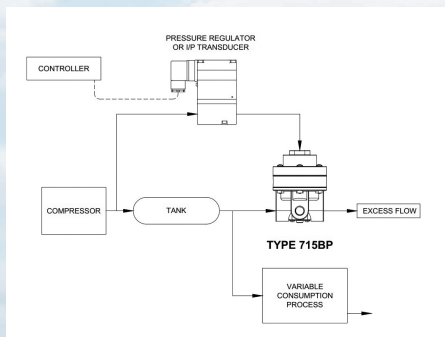 PRESSURE REGULATOR
OR I/P TRANSDUCER
CONTROLLER
COMPRESSOR
TANK
EXCESS FLOW
TYPE 715BP
VARIABLE
CONSUMPTION
PROCESS